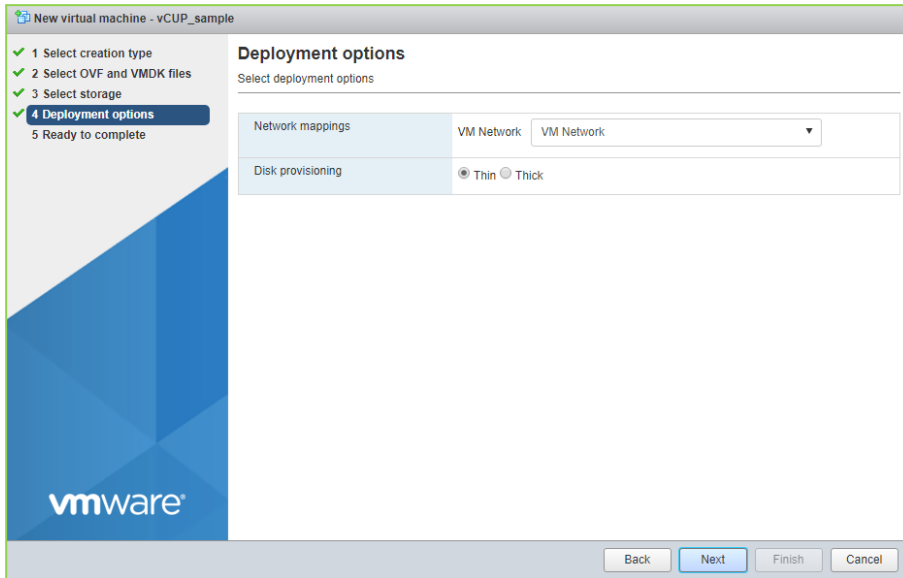 New virtual machine - vCUP_sample
1 Select creation type
2 Select OVF and VMDK files
3 Select storage
4 Deployment options
5 Ready to complete
Deployment options
Select deployment options
Network mappings VM Network VM Network
Disk provisioning Thin Thick
vmware®
Back Next Finish Cancel